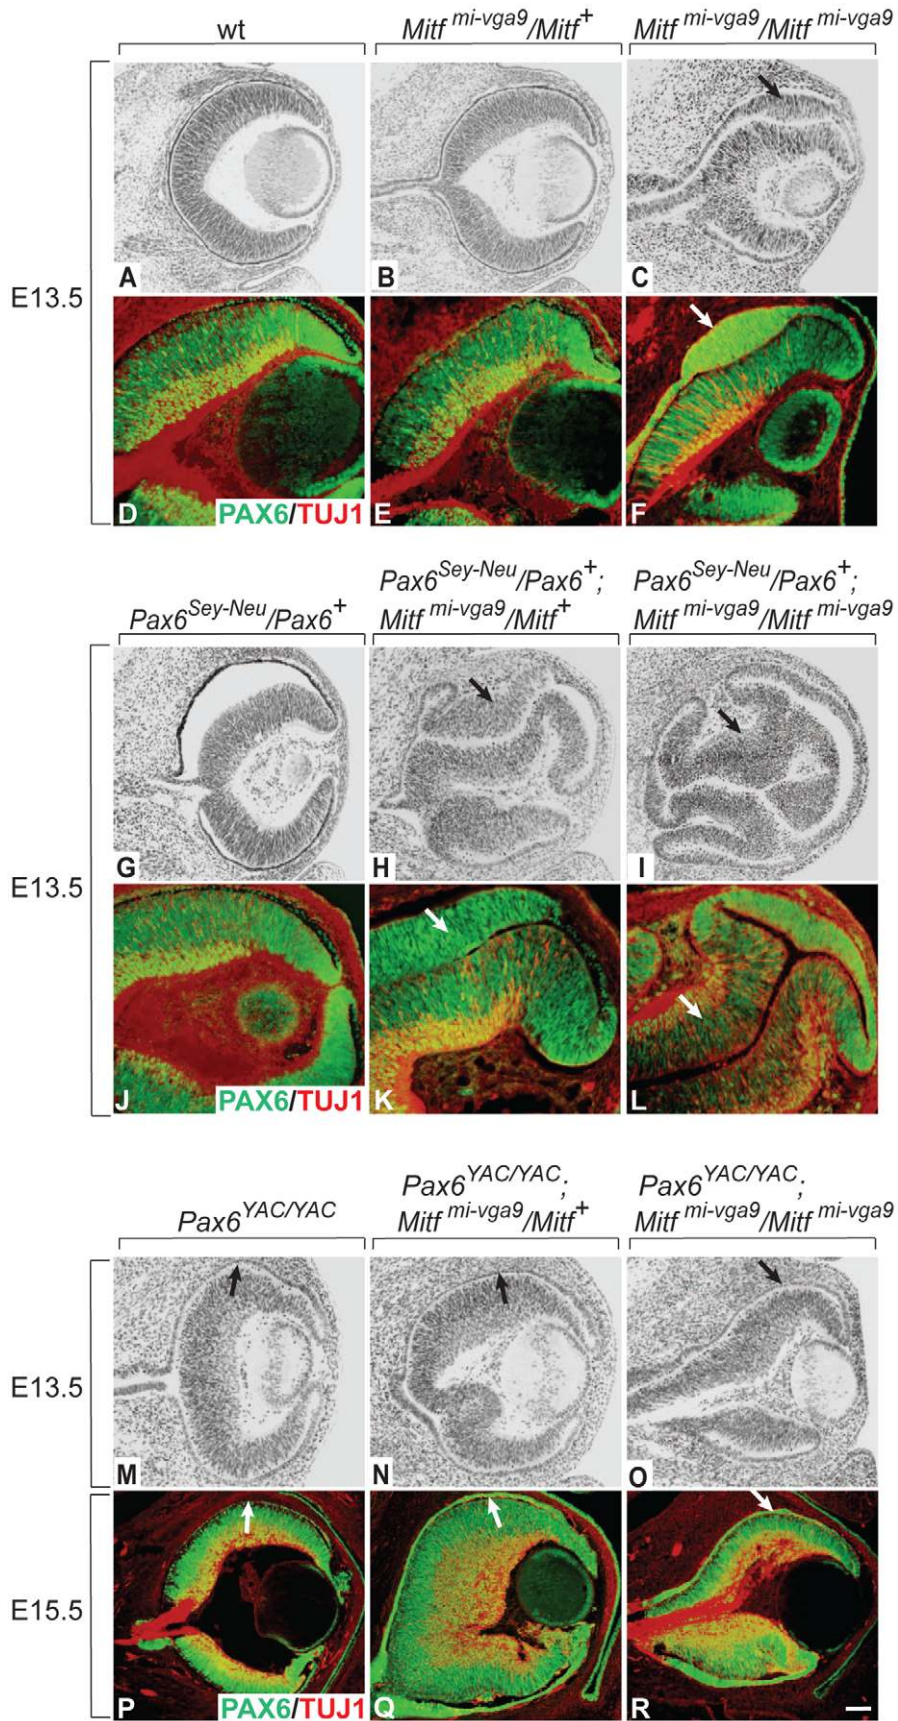 wt
Mitf mi-vga9/Mitf+
Mitf mi-vga9/Mitf mi-vga9
E13.5
A
B
C
D
PAX6/TUJ1
E
F
Pax6Sey-Neu/Pax6+
Pax6Sey-Neu/Pax6+;
Mitf mi-vga9/Mitf+
Pax6Sey-Neu/Pax6+;
Mitf mi-vga9/Mitf mi-vga9
E13.5
G
H
I
J
PAX6/TUJ1
K
L
Pax6YAC/YAC
Pax6YAC/YAC;
Mitf mi-vga9/Mitf+
Pax6YAC/YAC;
Mitf mi-vga9/Mitf mi-vga9
E13.5
M
N
O
E15.5
P
PAX6/TUJ1
Q
R